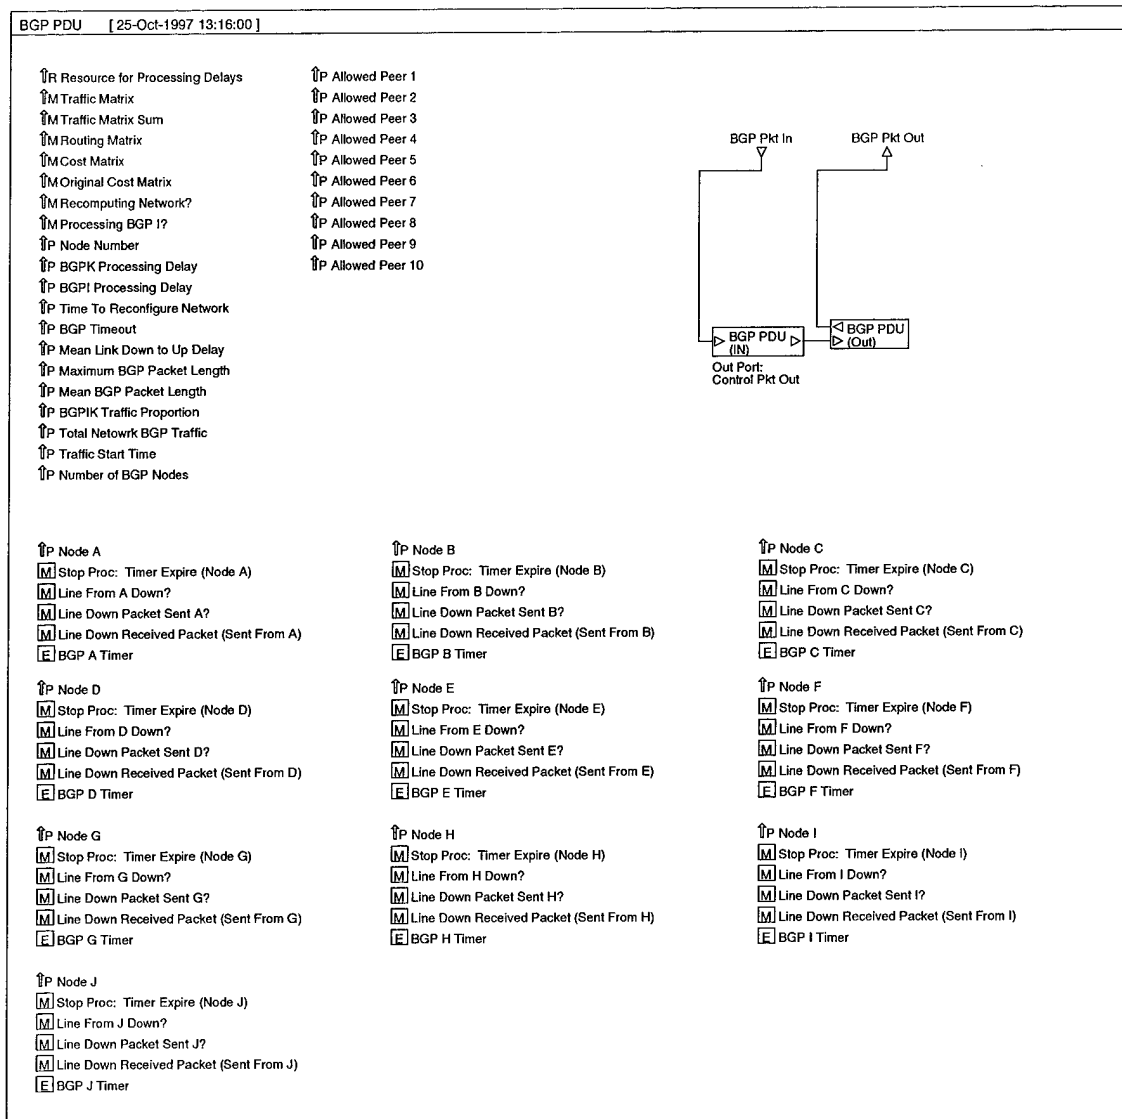 BGP PDU [ 25-Oct-1997 13:16:00 ]
⇑R Resource for Processing Delays
⇑M Traffic Matrix
⇑M Traffic Matrix Sum
⇑M Routing Matrix
⇑M Cost Matrix
⇑M Original Cost Matrix
⇑M Recomputing Network?
⇑M Processing BGP I?
⇑P Node Number
⇑P BGPK Processing Delay
⇑P BGPI Processing Delay
⇑P Time To Reconfigure Network
⇑P BGP Timeout
⇑P Mean Link Down to Up Delay
⇑P Maximum BGP Packet Length
⇑P Mean BGP Packet Length
⇑P BGPIK Traffic Proportion
⇑P Total Netowrk BGP Traffic
⇑P Traffic Start Time
⇑P Number of BGP Nodes
⇑P Allowed Peer 1
⇑P Allowed Peer 2
⇑P Allowed Peer 3
⇑P Allowed Peer 4
⇑P Allowed Peer 5
⇑P Allowed Peer 6
⇑P Allowed Peer 7
⇑P Allowed Peer 8
⇑P Allowed Peer 9
⇑P Allowed Peer 10
BGP Pkt In
BGP Pkt Out
BGP PDU
(IN)
Out Port:
Control Pkt Out
BGP PDU
(Out)
⇑P Node A
M Stop Proc: Timer Expire (Node A)
M Line From A Down?
M Line Down Packet Sent A?
M Line Down Received Packet (Sent From A)
E BGP A Timer
⇑P Node B
M Stop Proc: Timer Expire (Node B)
M Line From B Down?
M Line Down Packet Sent B?
M Line Down Received Packet (Sent From B)
E BGP B Timer
⇑P Node C
M Stop Proc: Timer Expire (Node C)
M Line From C Down?
M Line Down Packet Sent C?
M Line Down Received Packet (Sent From C)
E BGP C Timer
⇑P Node D
M Stop Proc: Timer Expire (Node D)
M Line From D Down?
M Line Down Packet Sent D?
M Line Down Received Packet (Sent From D)
E BGP D Timer
⇑P Node E
M Stop Proc: Timer Expire (Node E)
M Line From E Down?
M Line Down Packet Sent E?
M Line Down Received Packet (Sent From E)
E BGP E Timer
⇑P Node F
M Stop Proc: Timer Expire (Node F)
M Line From F Down?
M Line Down Packet Sent F?
M Line Down Received Packet (Sent From F)
E BGP F Timer
⇑P Node G
M Stop Proc: Timer Expire (Node G)
M Line From G Down?
M Line Down Packet Sent G?
M Line Down Received Packet (Sent From G)
E BGP G Timer
⇑P Node H
M Stop Proc: Timer Expire (Node H)
M Line From H Down?
M Line Down Packet Sent H?
M Line Down Received Packet (Sent From H)
E BGP H Timer
⇑P Node I
M Stop Proc: Timer Expire (Node I)
M Line From I Down?
M Line Down Packet Sent I?
M Line Down Received Packet (Sent From I)
E BGP I Timer
⇑P Node J
M Stop Proc: Timer Expire (Node J)
M Line From J Down?
M Line Down Packet Sent J?
M Line Down Received Packet (Sent From J)
E BGP J Timer